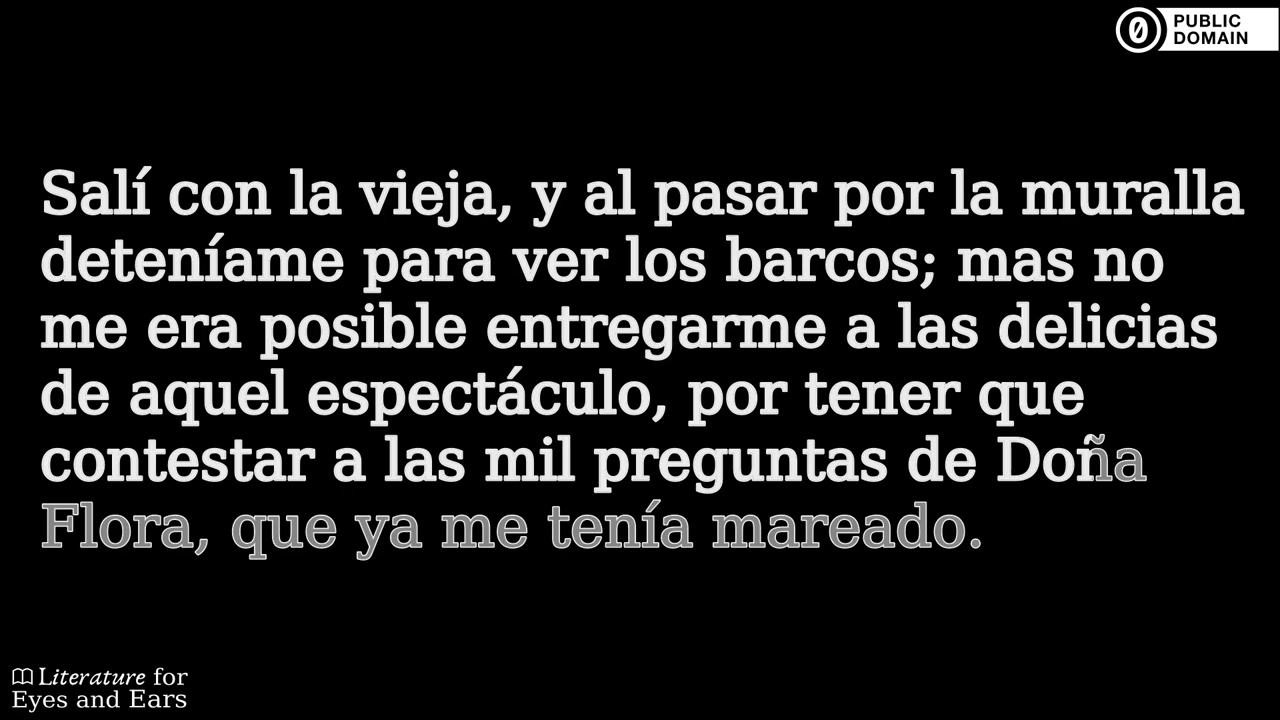 PUBLIC
DOMAIN
Salí con la vieja, y al pasar por la muralla
deteníame para ver los barcos; mas no
me era posible entregarme a las delicias
de aquel espectáculo, por tener que
contestar a las mil preguntas de Doña
Flora, que ya me tenía mareado.
Literature for
Eyes and Ears